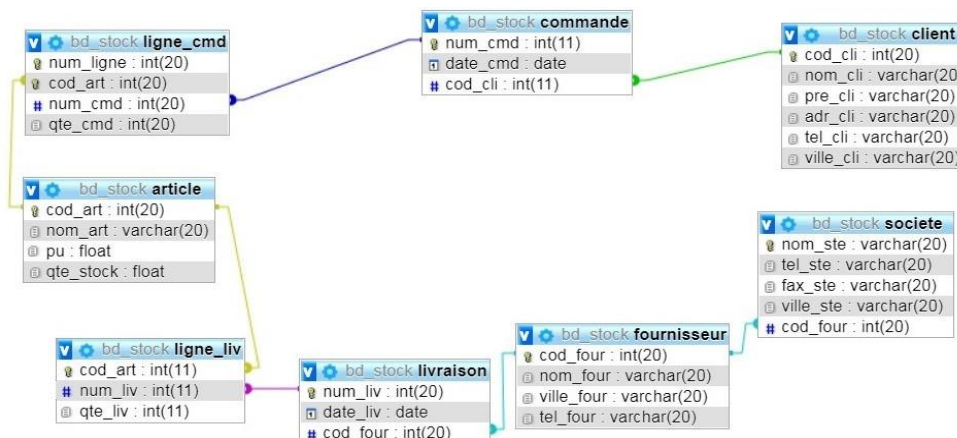 bd_stock ligne_cmd
num_ligne : int(20)
cod_art : int(20)
# num_cmd : int(20)
qte_cmd : int(20)
bd_stock commande
num_cmd : int(11)
date_cmd : date
# cod_cli : int(11)
bd_stock client
cod_cli : int(20)
nom_cli : varchar(20)
pre_cli : varchar(20)
adr_cli : varchar(20)
tel_cli : varchar(20)
ville_cli : varchar(20)
bd_stock article
cod_art : int(20)
nom_art : varchar(20)
pu : float
qte_stock : float
bd_stock societe
nom_ste : varchar(20)
tel_ste : varchar(20)
fax_ste : varchar(20)
ville_ste : varchar(20)
# cod_four : int(20)
bd_stock ligne_liv
cod_art : int(11)
# num_liv : int(11)
qte_liv : int(11)
bd_stock livraison
num_liv : int(20)
date_liv : date
# cod_four : int(20)
bd_stock fournisseur
cod_four : int(20)
nom_four : varchar(20)
ville_four : varchar(20)
tel_four : varchar(20)